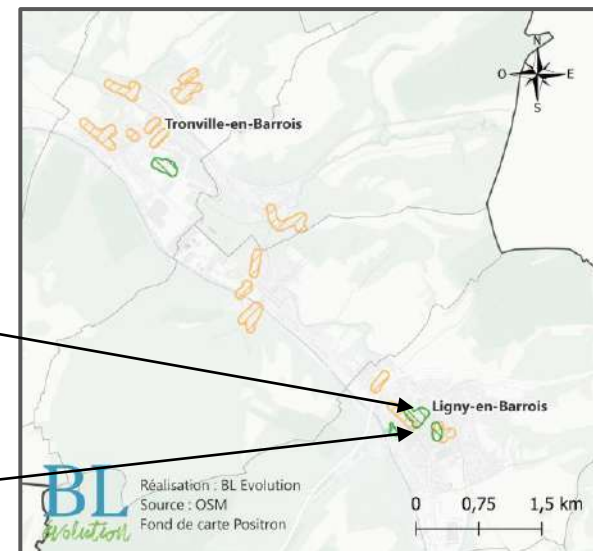 N
O E
S
Tronville-en-Barrois
Ligny-en-Barrois
BL
evolution
Réalisation : BL Evolution
Source : OSM
Fond de carte Positron
0 0,75 1,5 km